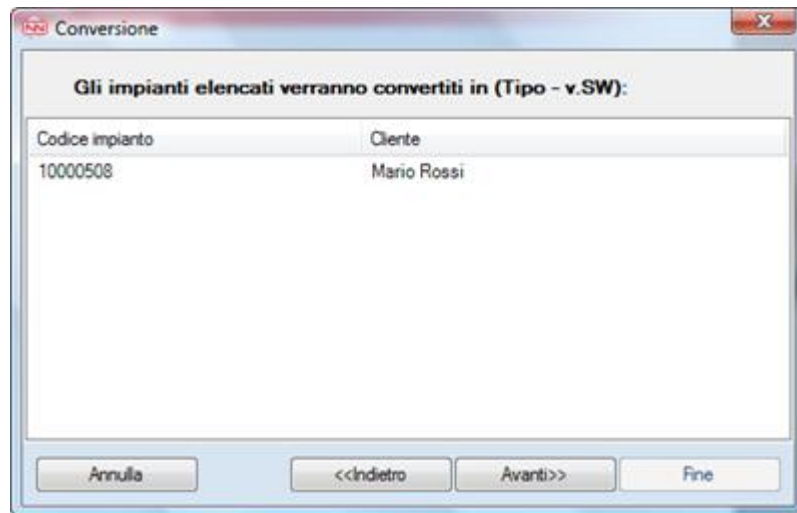 Conversione
Gli impianti elencati verranno convertiti in (Tipo - v.SW):
Codice impianto Cliente
10000508 Mario Rossi
Annulla <<Indietro Avanti>> Fine